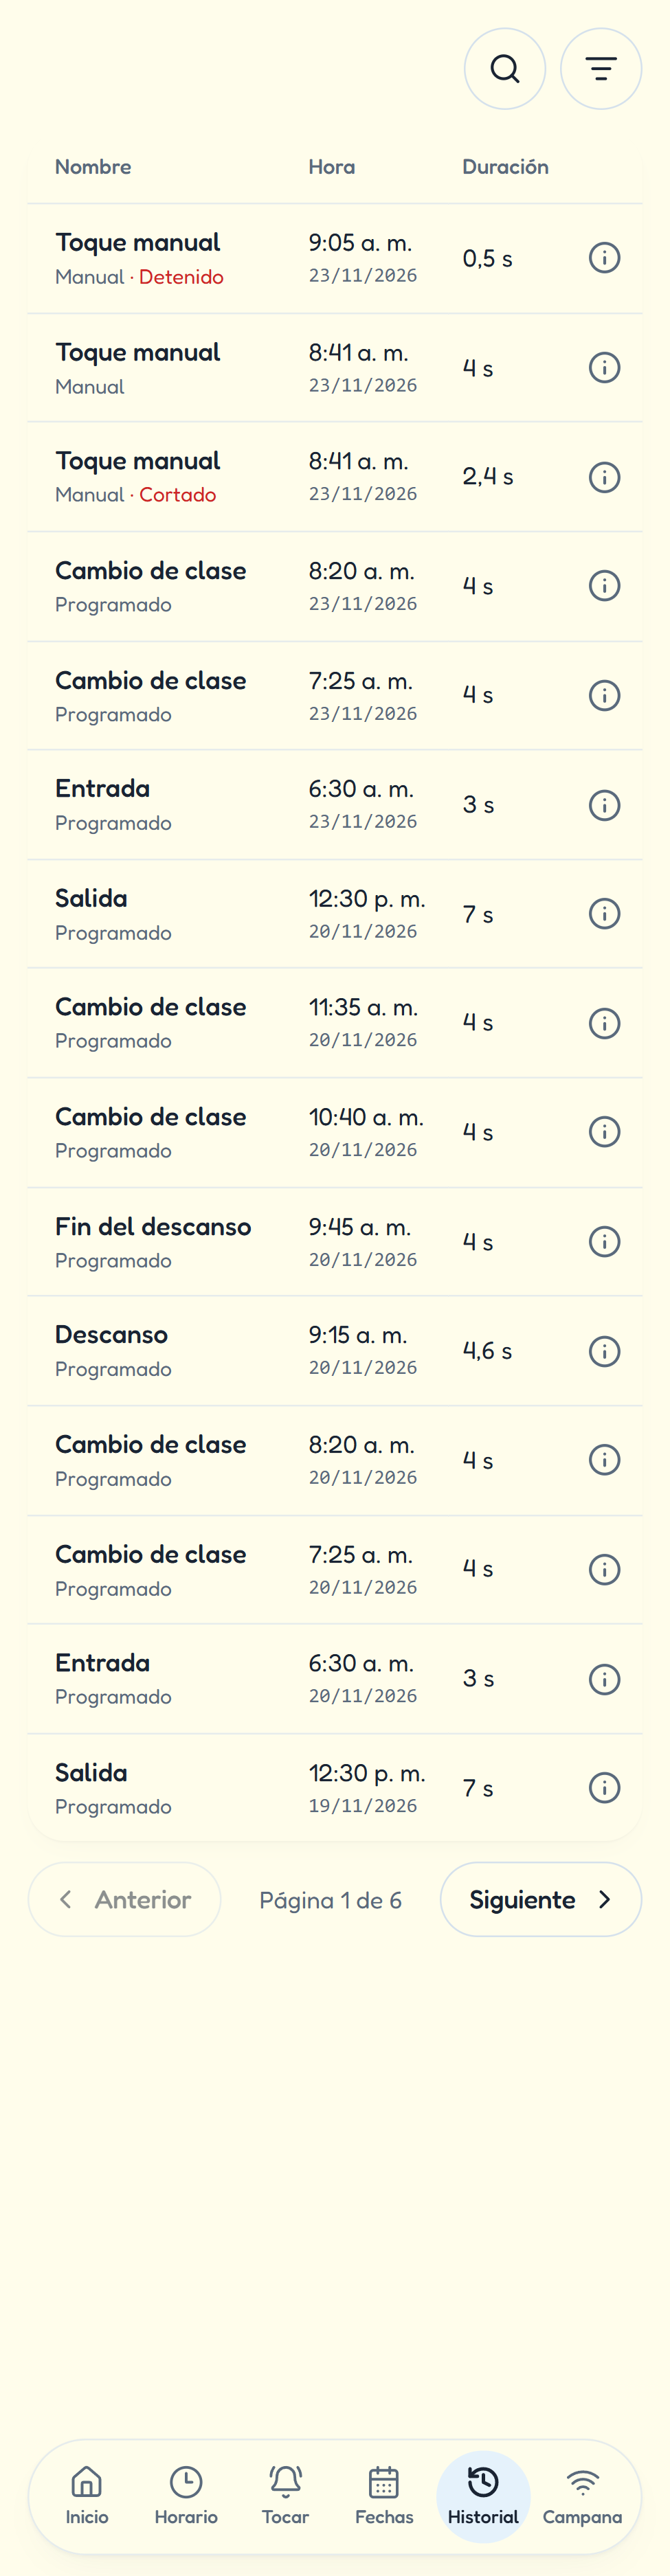 Nombre Hora Duración
Toque manual 9:05 a. m. 0,5 s
Manual · Detenido 23/11/2026
Toque manual 8:41 a. m. 4 s
Manual 23/11/2026
Toque manual 8:41 a. m. 2,4 s
Manual · Cortado 23/11/2026
Cambio de clase 8:20 a. m. 4 s
Programado 23/11/2026
Cambio de clase 7:25 a. m. 4 s
Programado 23/11/2026
Entrada 6:30 a. m. 3 s
Programado 23/11/2026
Salida 12:30 p. m. 7 s
Programado 20/11/2026
Cambio de clase 11:35 a. m. 4 s
Programado 20/11/2026
Cambio de clase 10:40 a. m. 4 s
Programado 20/11/2026
Fin del descanso 9:45 a. m. 4 s
Programado 20/11/2026
Descanso 9:15 a. m. 4,6 s
Programado 20/11/2026
Cambio de clase 8:20 a. m. 4 s
Programado 20/11/2026
Cambio de clase 7:25 a. m. 4 s
Programado 20/11/2026
Entrada 6:30 a. m. 3 s
Programado 20/11/2026
Salida 12:30 p. m. 7 s
Programado 19/11/2026
Anterior Página 1 de 6 Siguiente
Inicio Horario Tocar Fechas Historial Campana